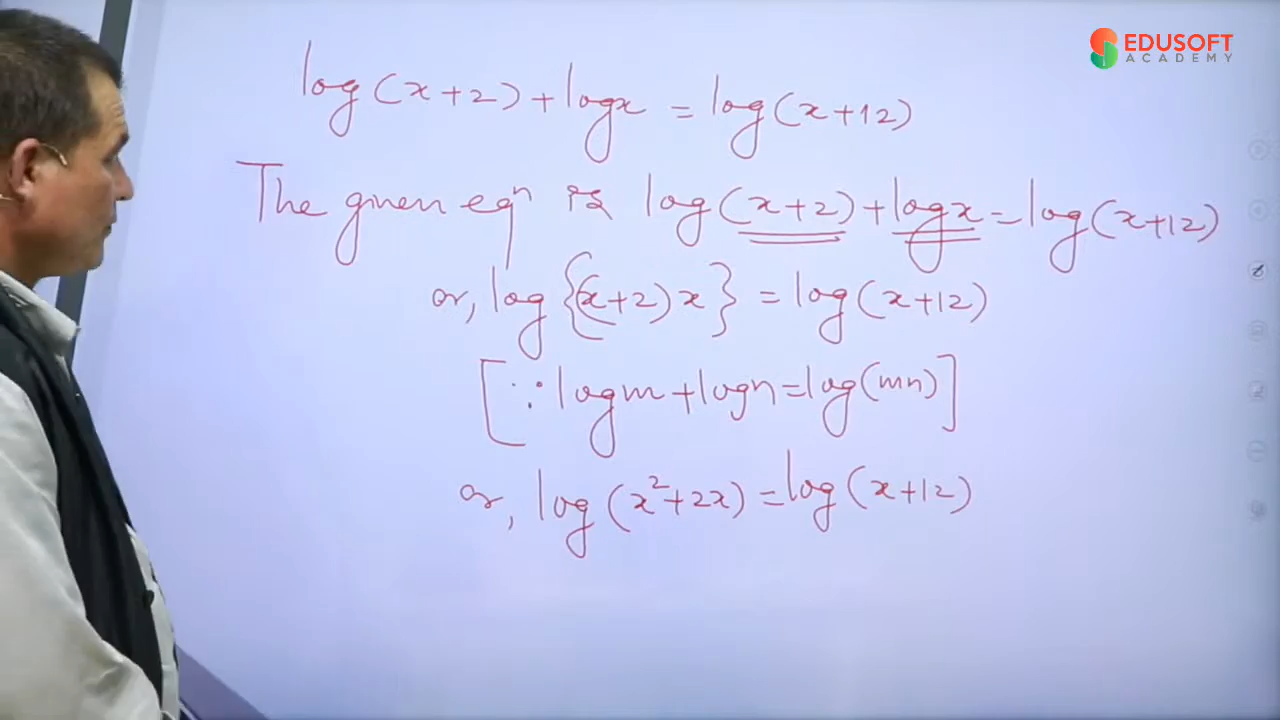 EDUSOFT
ACADEMY
log(x+2)+logx = log(x+12)
The given eqⁿ is log(x+2)+logx=log(x+12)
or, log{(x+2)x} = log(x+12)
[∵logm+logn=log(mn)]
or, log(x²+2x)=log(x+12)